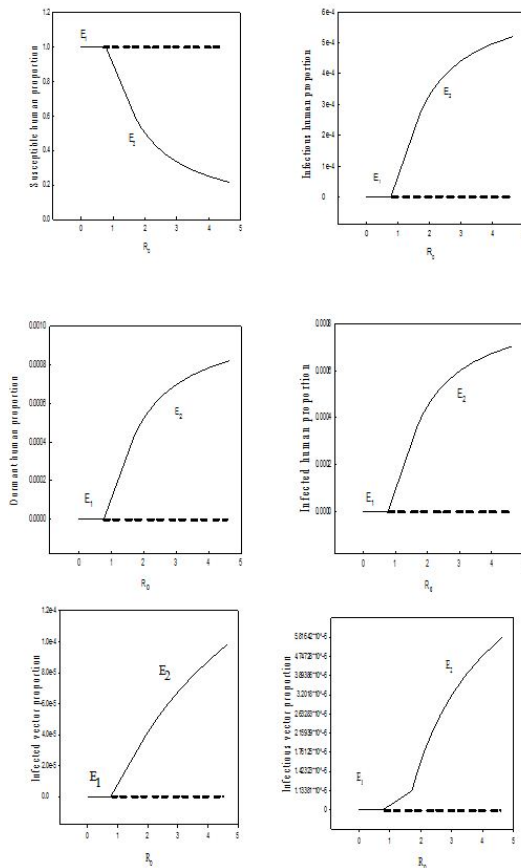 Susceptible human proportion
1.2
1.0
0.8
0.6
0.4
0.2
0.0
E1
E2
0 1 2 3 4 5
R0
Infectious human proportion
6e-4
5e-4
4e-4
3e-4
2e-4
1e-4
0
E1
E2
0 1 2 3 4 5
R0
Dormant human proportion
0.0010
0.0008
0.0006
0.0004
0.0002
0.0000
E1
E2
0 1 2 3 4 5
R0
Infected human proportion
0.0008
0.0006
0.0004
0.0002
0.0000
E1
E2
0 1 2 3 4 5
R0
Infected vector proportion
1.2e-4
1.0e-4
8.0e-5
6.0e-5
4.0e-5
2.0e-5
0.0
E1
E2
0 1 2 3 4 5
R0
Infectious vector proportion
0
E1
0 1 2 3 4 5
R0